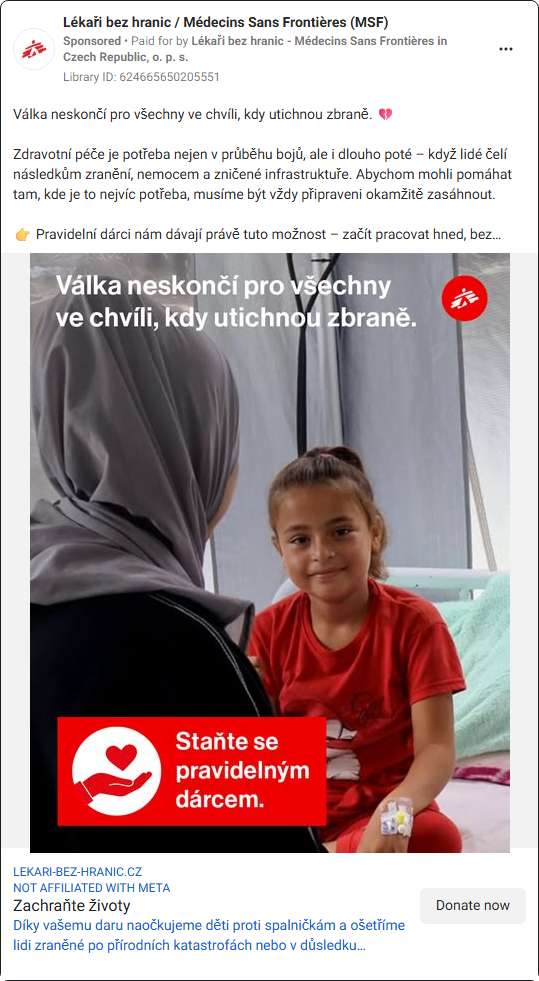 Lékaři bez hranic / Médecins Sans Frontières (MSF)
Sponsored • Paid for by Lékaři bez hranic - Médecins Sans Frontières in
Czech Republic, o. p. s.
Library ID: 624665650205551
Válka neskončí pro všechny ve chvíli, kdy utichnou zbraně. 💔
Zdravotní péče je potřeba nejen v průběhu bojů, ale i dlouho poté – když lidé čelí
následkům zranění, nemocem a zničené infrastruktuře. Abychom mohli pomáhat
tam, kde je to nejvíc potřeba, musíme být vždy připraveni okamžitě zasáhnout.
👉 Pravidelní dárci nám dávají právě tuto možnost – začít pracovat hned, bez…
Válka neskončí pro všechny
ve chvíli, kdy utichnou zbraně.
Staňte se
pravidelným
dárcem.
LEKARI-BEZ-HRANIC.CZ
NOT AFFILIATED WITH META
Zachraňte životy
Díky vašemu daru naočkujeme děti proti spalničkám a ošetříme
lidi zraněné po přírodních katastrofách nebo v důsledku…
Donate now